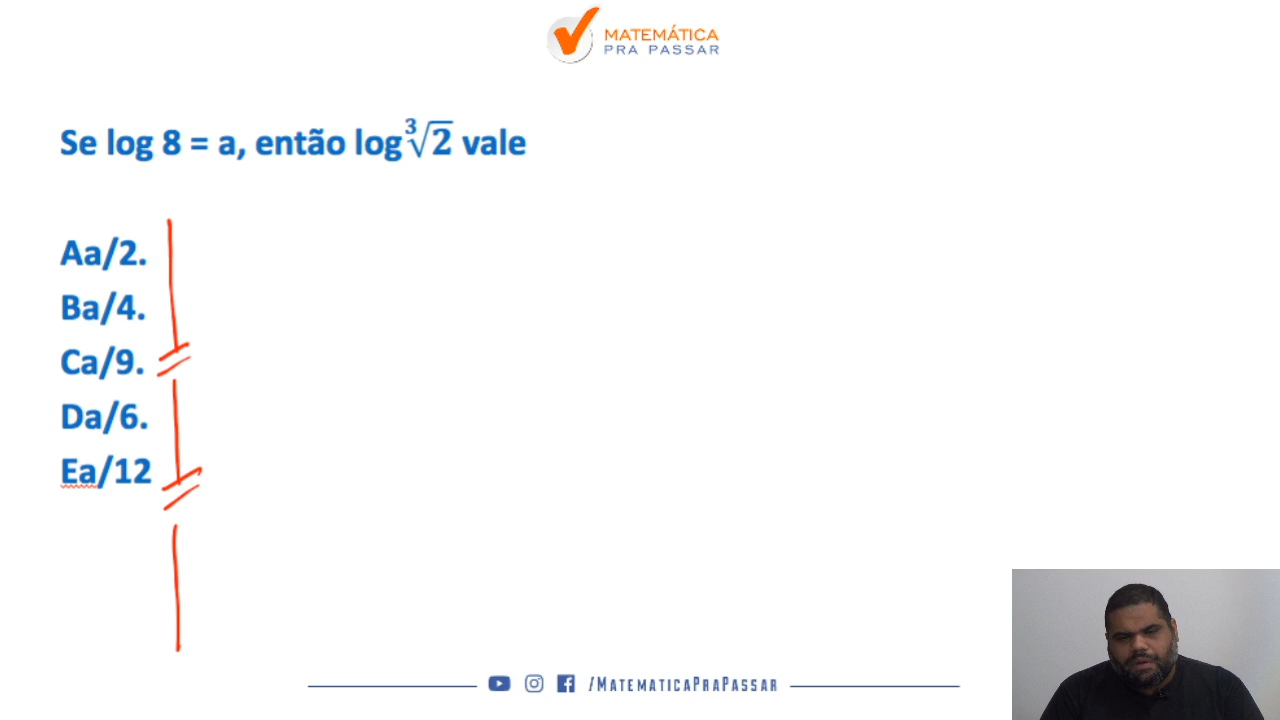 MATEMÁTICA
PRA PASSAR
Se log 8 = a, então log ∛2 vale
Aa/2.
Ba/4.
Ca/9.
Da/6.
Ea/12
/MATEMATICAPRAPASSAR